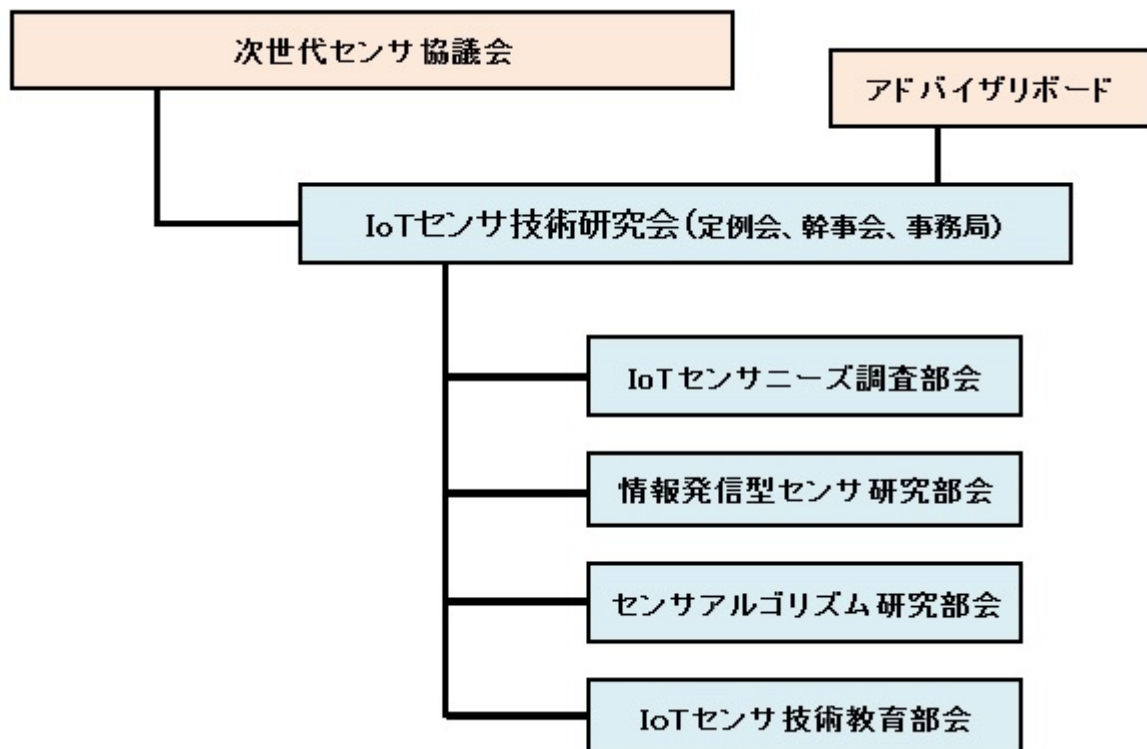 次世代センサ協議会
アドバイザリボード
IoTセンサ技術研究会(定例会、幹事会、事務局)
IoTセンサニーズ調査部会
情報発信型センサ研究部会
センサアルゴリズム研究部会
IoTセンサ技術教育部会